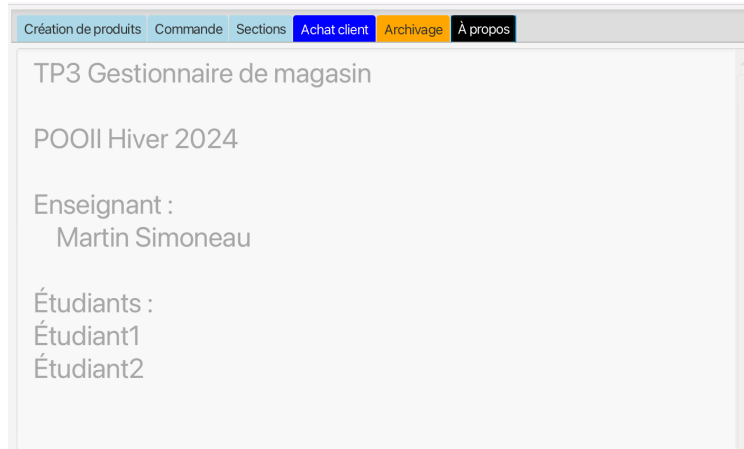 Création de produits Commande Sections Achat client Archivage À propos
TP3 Gestionnaire de magasin
POOII Hiver 2024
Enseignant :
Martin Simoneau
Étudiants :
Étudiant1
Étudiant2